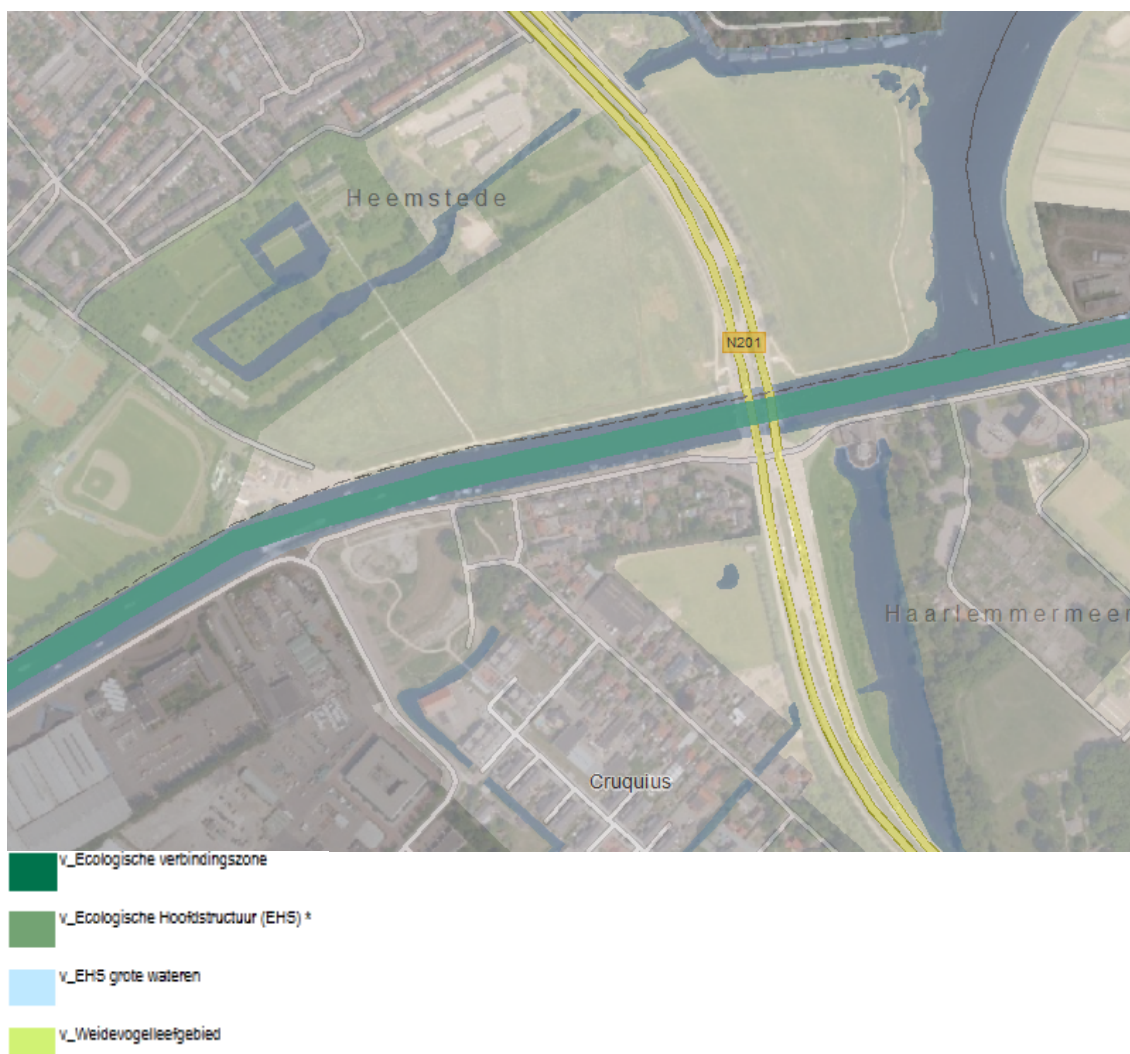 Heemstede
N201
Haarlemmermeer
Cruquius
v_Ecologische verbindingszone
v_Ecologische Hoofdstructuur (EHS) *
v_EHS grote wateren
v_Weidevogelleefgebied